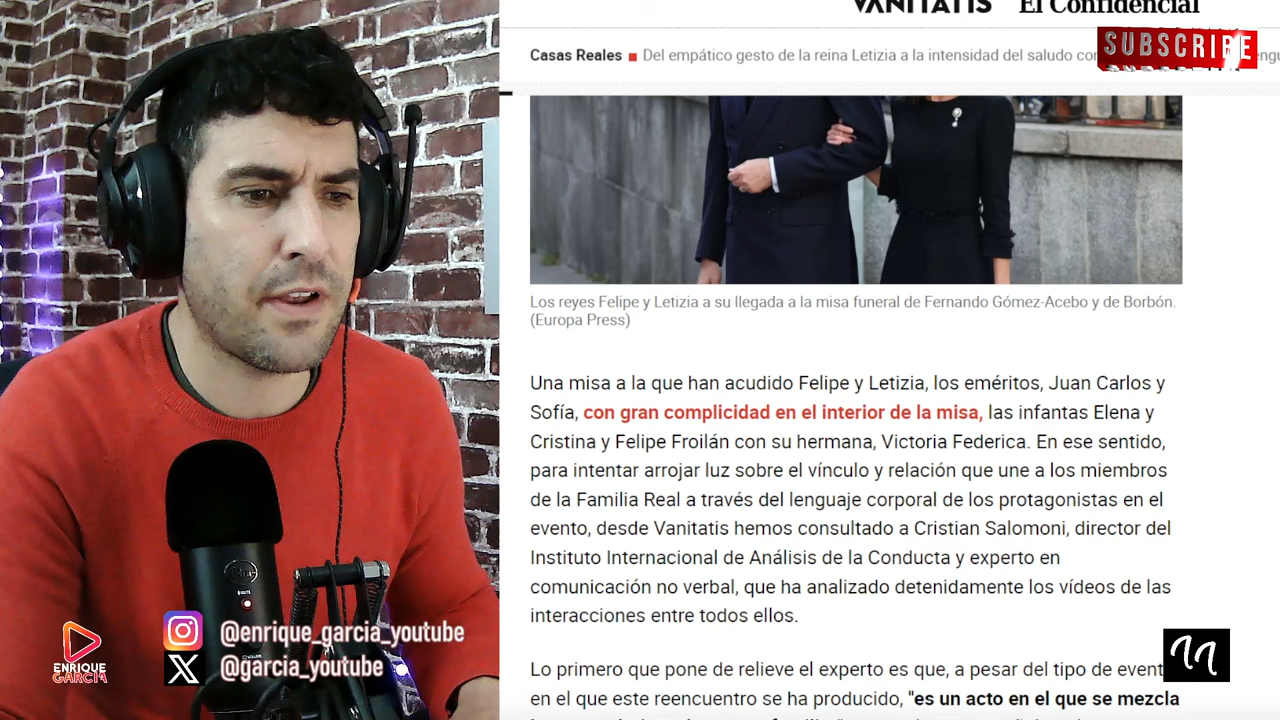 VANITATIS El Confidencial
SUBSCRIBE
Casas Reales Del empático gesto de la reina Letizia a la intensidad del saludo
Los reyes Felipe y Letizia a su llegada a la misa funeral de Fernando Gómez-Acebo y de Borbón.
(Europa Press)
Una misa a la que han acudido Felipe y Letizia, los eméritos, Juan Carlos y
Sofía, con gran complicidad en el interior de la misa, las infantas Elena y
Cristina y Felipe Froilán con su hermana, Victoria Federica. En ese sentido,
para intentar arrojar luz sobre el vínculo y relación que une a los miembros
de la Familia Real a través del lenguaje corporal de los protagonistas en el
evento, desde Vanitatis hemos consultado a Cristian Salomoni, director del
Instituto Internacional de Análisis de la Conducta y experto en
comunicación no verbal, que ha analizado detenidamente los vídeos de las
interacciones entre todos ellos.
Lo primero que pone de relieve el experto es que, a pesar del tipo de
en el que este reencuentro se ha producido, "es un acto en el que se mezcla
@enrique_garcia_youtube
@garcia_youtube
ENRIQUE
GARCIA